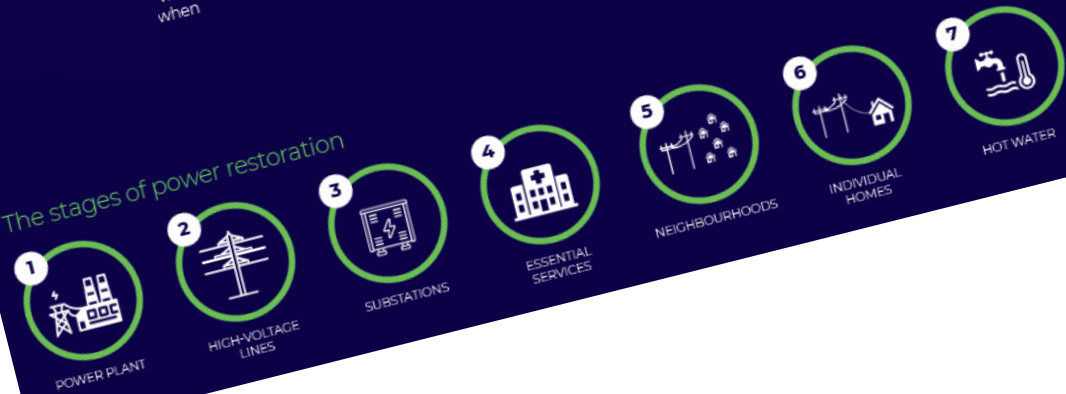 when
The stages of power restoration
1
POWER PLANT
2
HIGH-VOLTAGE
LINES
3
SUBSTATIONS
4
ESSENTIAL
SERVICES
5
NEIGHBOURHOODS
6
INDIVIDUAL
HOMES
7
HOT WATER